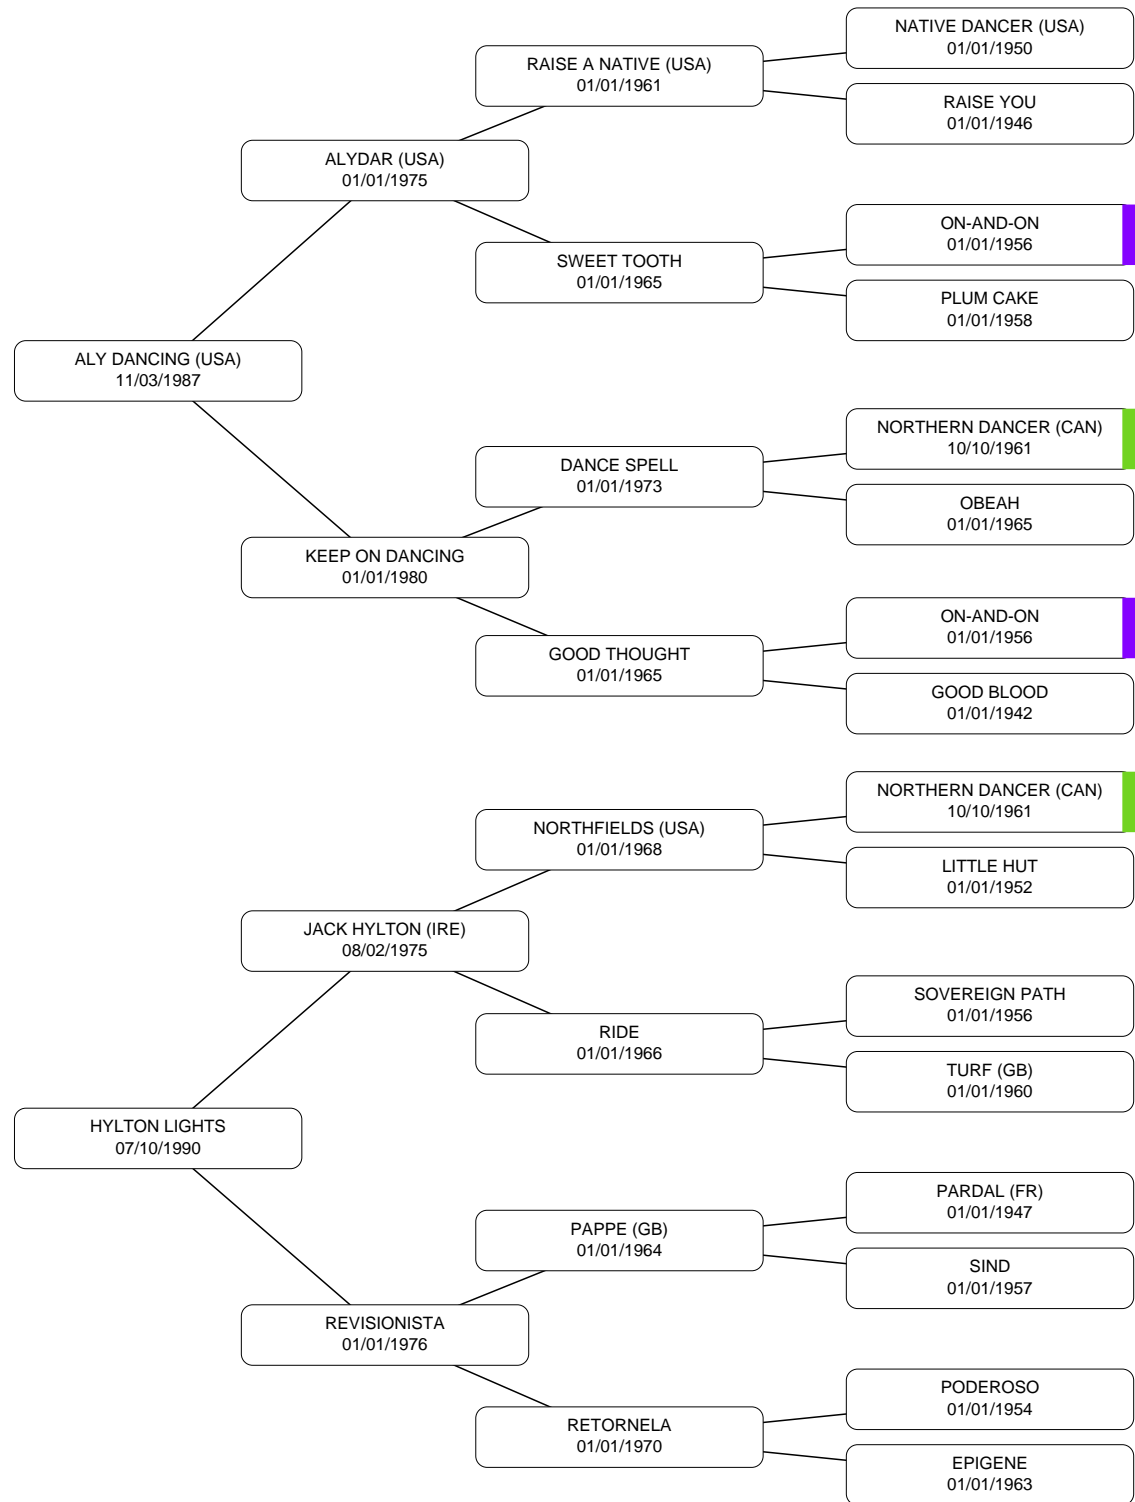 NATIVE DANCER (USA)
01/01/1950
RAISE A NATIVE (USA)
01/01/1961
RAISE YOU
01/01/1946
ALYDAR (USA)
01/01/1975
ON-AND-ON
01/01/1956
SWEET TOOTH
01/01/1965
PLUM CAKE
01/01/1958
ALY DANCING (USA)
11/03/1987
NORTHERN DANCER (CAN)
10/10/1961
DANCE SPELL
01/01/1973
OBEAH
01/01/1965
KEEP ON DANCING
01/01/1980
ON-AND-ON
01/01/1956
GOOD THOUGHT
01/01/1965
GOOD BLOOD
01/01/1942
NORTHERN DANCER (CAN)
10/10/1961
NORTHFIELDS (USA)
01/01/1968
LITTLE HUT
01/01/1952
JACK HYLTON (IRE)
08/02/1975
SOVEREIGN PATH
01/01/1956
RIDE
01/01/1966
TURF (GB)
01/01/1960
HYLTON LIGHTS
07/10/1990
PARDAL (FR)
01/01/1947
PAPPE (GB)
01/01/1964
SIND
01/01/1957
REVISIONISTA
01/01/1976
PODEROSO
01/01/1954
RETORNELA
01/01/1970
EPIGENE
01/01/1963